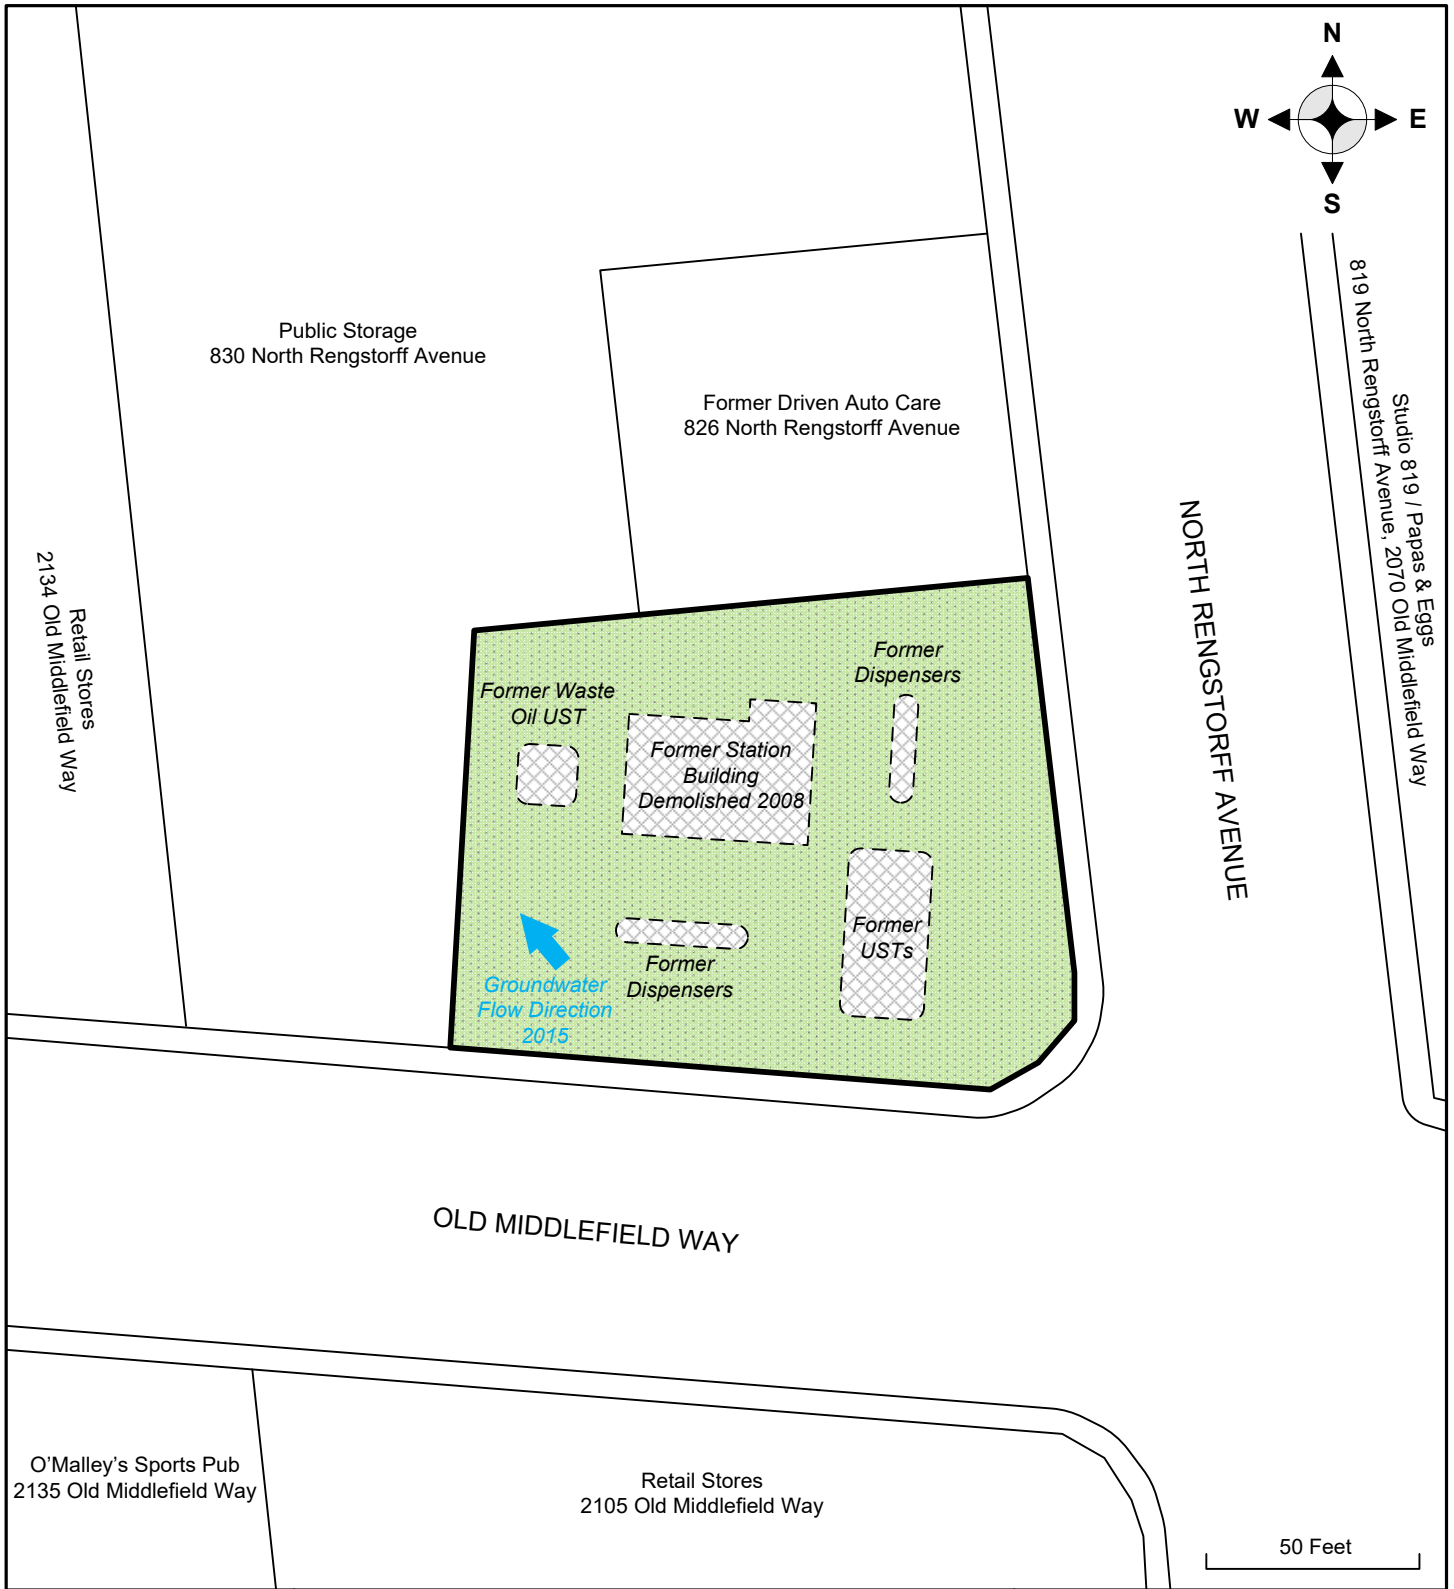 N
W
E
S
Public Storage
830 North Rengstorff Avenue
Former Driven Auto Care
826 North Rengstorff Avenue
Studio 819 / Papas & Eggs
819 North Rengstorff Avenue, 2070 Old Middlefield Way
NORTH RENGSTORFF AVENUE
Retail Stores
2134 Old Middlefield Way
Former
Dispensers
Former Waste
Oil UST
Former Station
Building
Demolished 2008
Former
USTs
Former
Dispensers
Groundwater
Flow Direction
2015
OLD MIDDLEFIELD WAY
O’Malley’s Sports Pub
2135 Old Middlefield Way
Retail Stores
2105 Old Middlefield Way
50 Feet